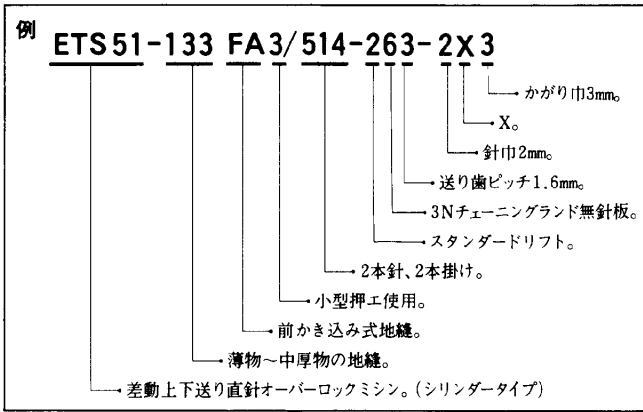 例
ETS51-133 FA3/514-263-2X3
かがり巾3mm。
X。
針巾2mm。
送り歯ピッチ1.6mm。
3Nチェーニングランド無針板。
スタンダードリフト。
2本針、2本掛け。
小型押エ使用。
前かき込み式地縫。
薄物~中厚物の地縫。
差動上下送り直針オーバーロックミシン。(シリンダータイプ)